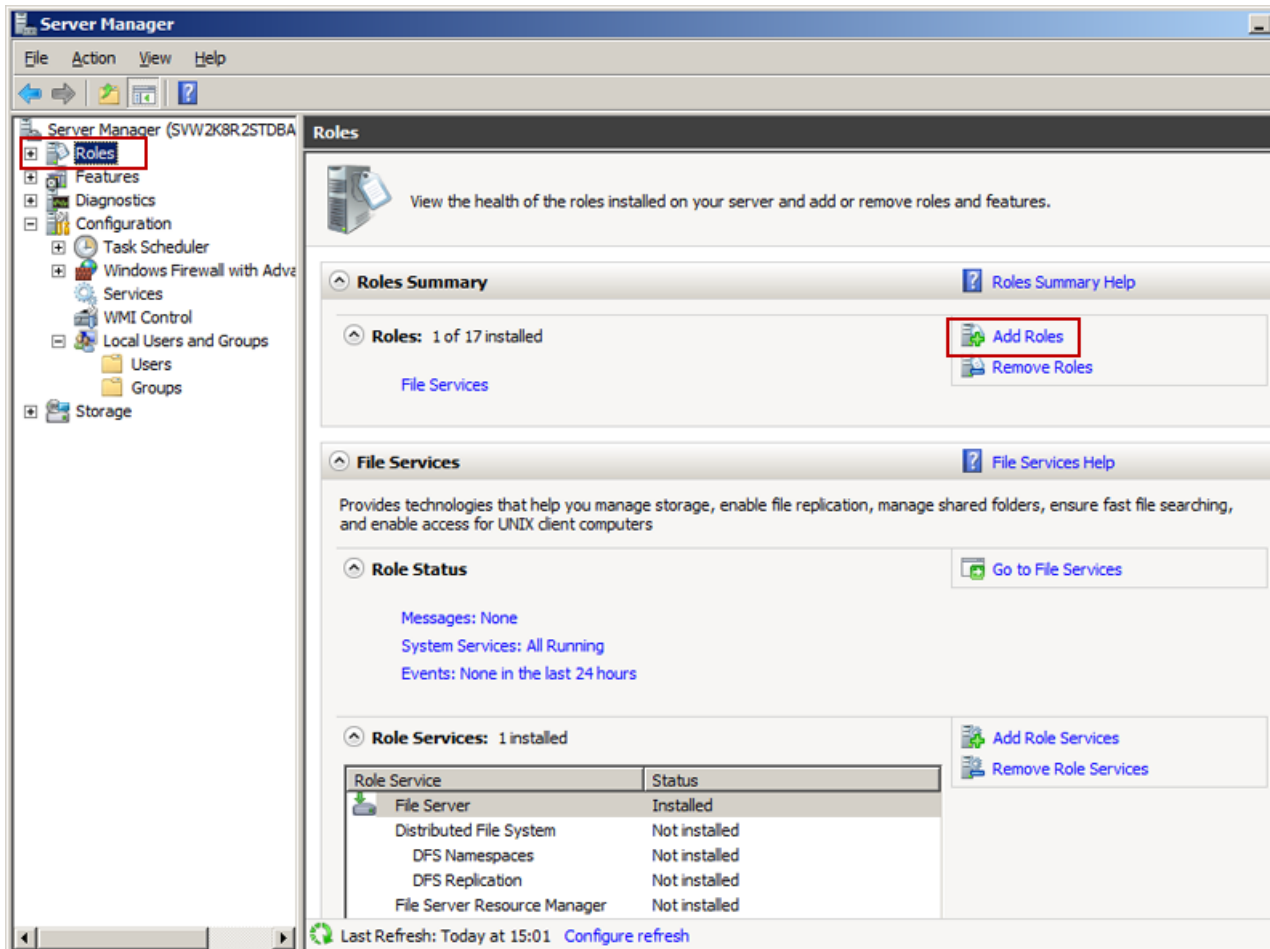 Server Manager
File Action View Help
Server Manager (SVW2K8R2STDBA
Roles
Features
Diagnostics
Configuration
Task Scheduler
Windows Firewall with Adva
Services
WMI Control
Local Users and Groups
Users
Groups
Storage
Roles
View the health of the roles installed on your server and add or remove roles and features.
Roles Summary
Roles Summary Help
Roles: 1 of 17 installed
Add Roles
Remove Roles
File Services
File Services
File Services Help
Provides technologies that help you manage storage, enable file replication, manage shared folders, ensure fast file searching,
and enable access for UNIX client computers
Role Status
Go to File Services
Messages: None
System Services: All Running
Events: None in the last 24 hours
Role Services: 1 installed
Add Role Services
Remove Role Services
Role Service Status
File Server Installed
Distributed File System Not installed
DFS Namespaces Not installed
DFS Replication Not installed
File Server Resource Manager Not installed
Last Refresh: Today at 15:01 Configure refresh